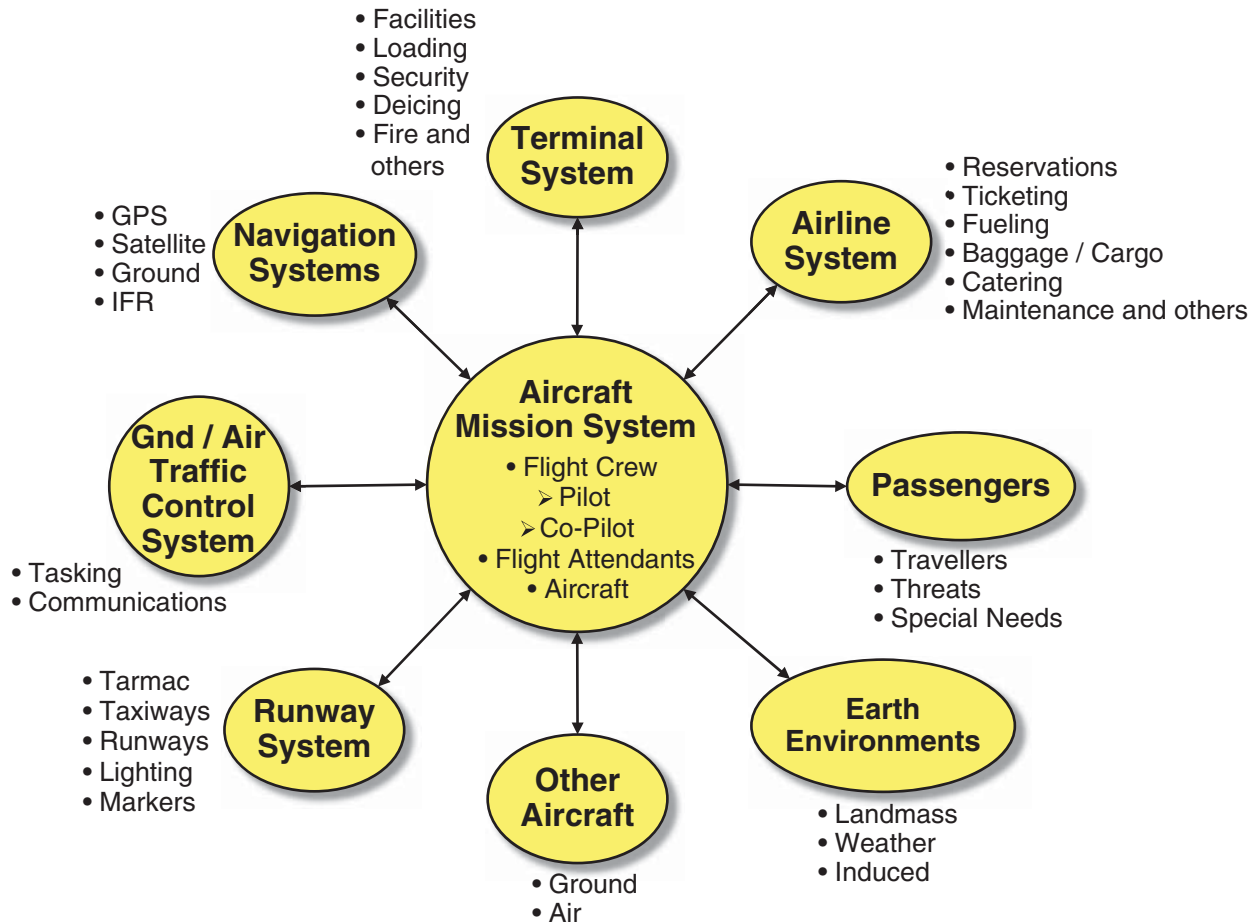 • Facilities
• Loading
• Security
• Deicing
• Fire and
others
Terminal
System
• Reservations
• Ticketing
• Fueling
• Baggage / Cargo
• Catering
• Maintenance and others
Airline
System
• GPS
• Satellite
• Ground
• IFR
Navigation
Systems
Aircraft
Mission System
• Flight Crew
➢ Pilot
➢ Co-Pilot
• Flight Attendants
• Aircraft
Gnd / Air
Traffic
Control
System
• Tasking
• Communications
Passengers
• Travellers
• Threats
• Special Needs
• Tarmac
• Taxiways
• Runways
• Lighting
• Markers
Runway
System
Other
Aircraft
• Ground
• Air
Earth
Environments
• Landmass
• Weather
• Induced